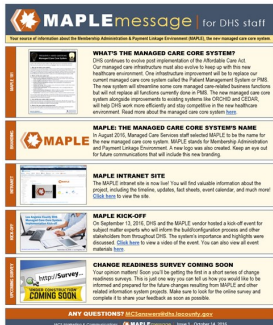 MAPLEmessage | for DHS staff
Your source of information about the Membership Administration & Payment Linkage Environment (MAPLE), the new managed care system
MAPLE 101
WHAT'S THE MANAGED CARE CORE SYSTEM?
DHS continues to evolve post implementation of the Affordable Care Act.
Our managed care infrastructure must also evolve to keep up with this new
healthcare environment. One infrastructure improvement will be to replace our
current managed care core system called the Patient Management System or PMS.
The new system will streamline some core managed care-related business functions
but will not replace all functions currently done in PMS. The new managed care core
system alongside improvements to existing systems like ORCHID and CEDAR,
will help DHS work more efficiently and stay competitive in the new healthcare
environment. Read more about the managed care core system here.
BRANDING
MAPLE
MAPLE: THE MANAGED CARE CORE SYSTEM'S NAME
In August 2016, Managed Care Services staff selected MAPLE to be the name for
the new managed care core system. MAPLE stands for Membership Administration
and Payment Linkage Environment. A new logo was also created. Keep an eye out
for future communications that will include this new branding.
INTRANET
MAPLE INTRANET SITE
The MAPLE intranet site is now live! You will find valuable information about the
project, including the timeline, updates, fact sheets, event calendar, and much more!
Click here to view the site.
KICK-OFF
MAPLE KICK-OFF
On September 13, 2016, DHS and the MAPLE vendor hosted a kick-off event for
subject matter experts who will inform the build/configuration process and other
stakeholders from throughout DHS. The system's importance and highlights were
discussed. Click here to view a video of the event. You can also view all event
materials here.
UPCOMING SURVEY
http://Survey...
UNDER CONSTRUCTION
COMING SOON
CHANGE READINESS SURVEY COMING SOON
Your opinion matters! Soon you'll be getting the first in a short series of change
readiness surveys. This is just one way you can tell us how you would like to be
informed and prepared for the future changes resulting from MAPLE and other
related information system projects. Make sure to look for the online survey and
complete it to share your feedback as soon as possible.
ANY QUESTIONS? MCSanswers@dhs.lacounty.gov